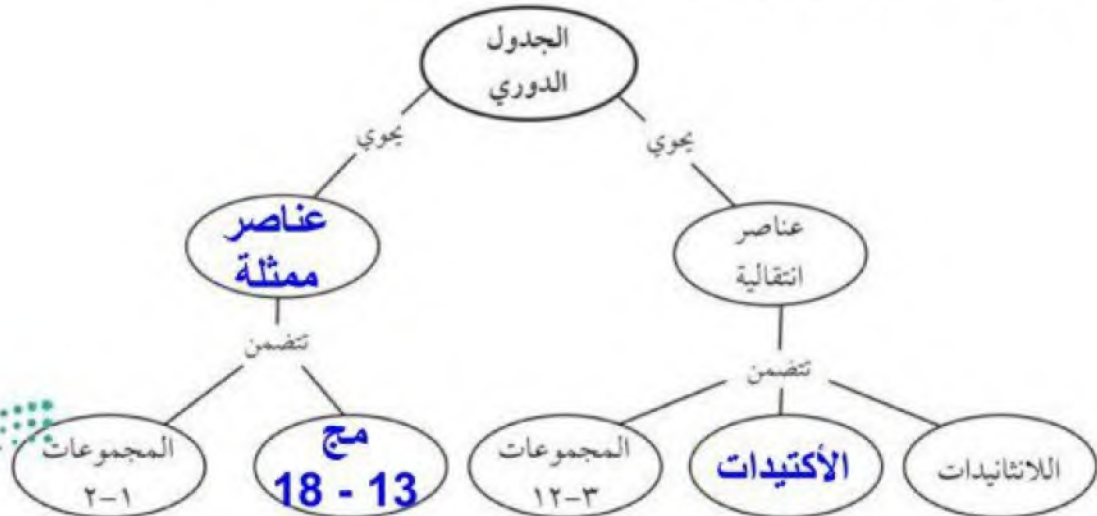 الجدول
الدوري
يحوي
يحوي
عناصر
ممثلة
عناصر
انتقالية
تتضمن
تتضمن
المجموعات
١-٢
مج
13 - 18
المجموعات
٣-١٢
الأكتيدات
اللانثانيدات